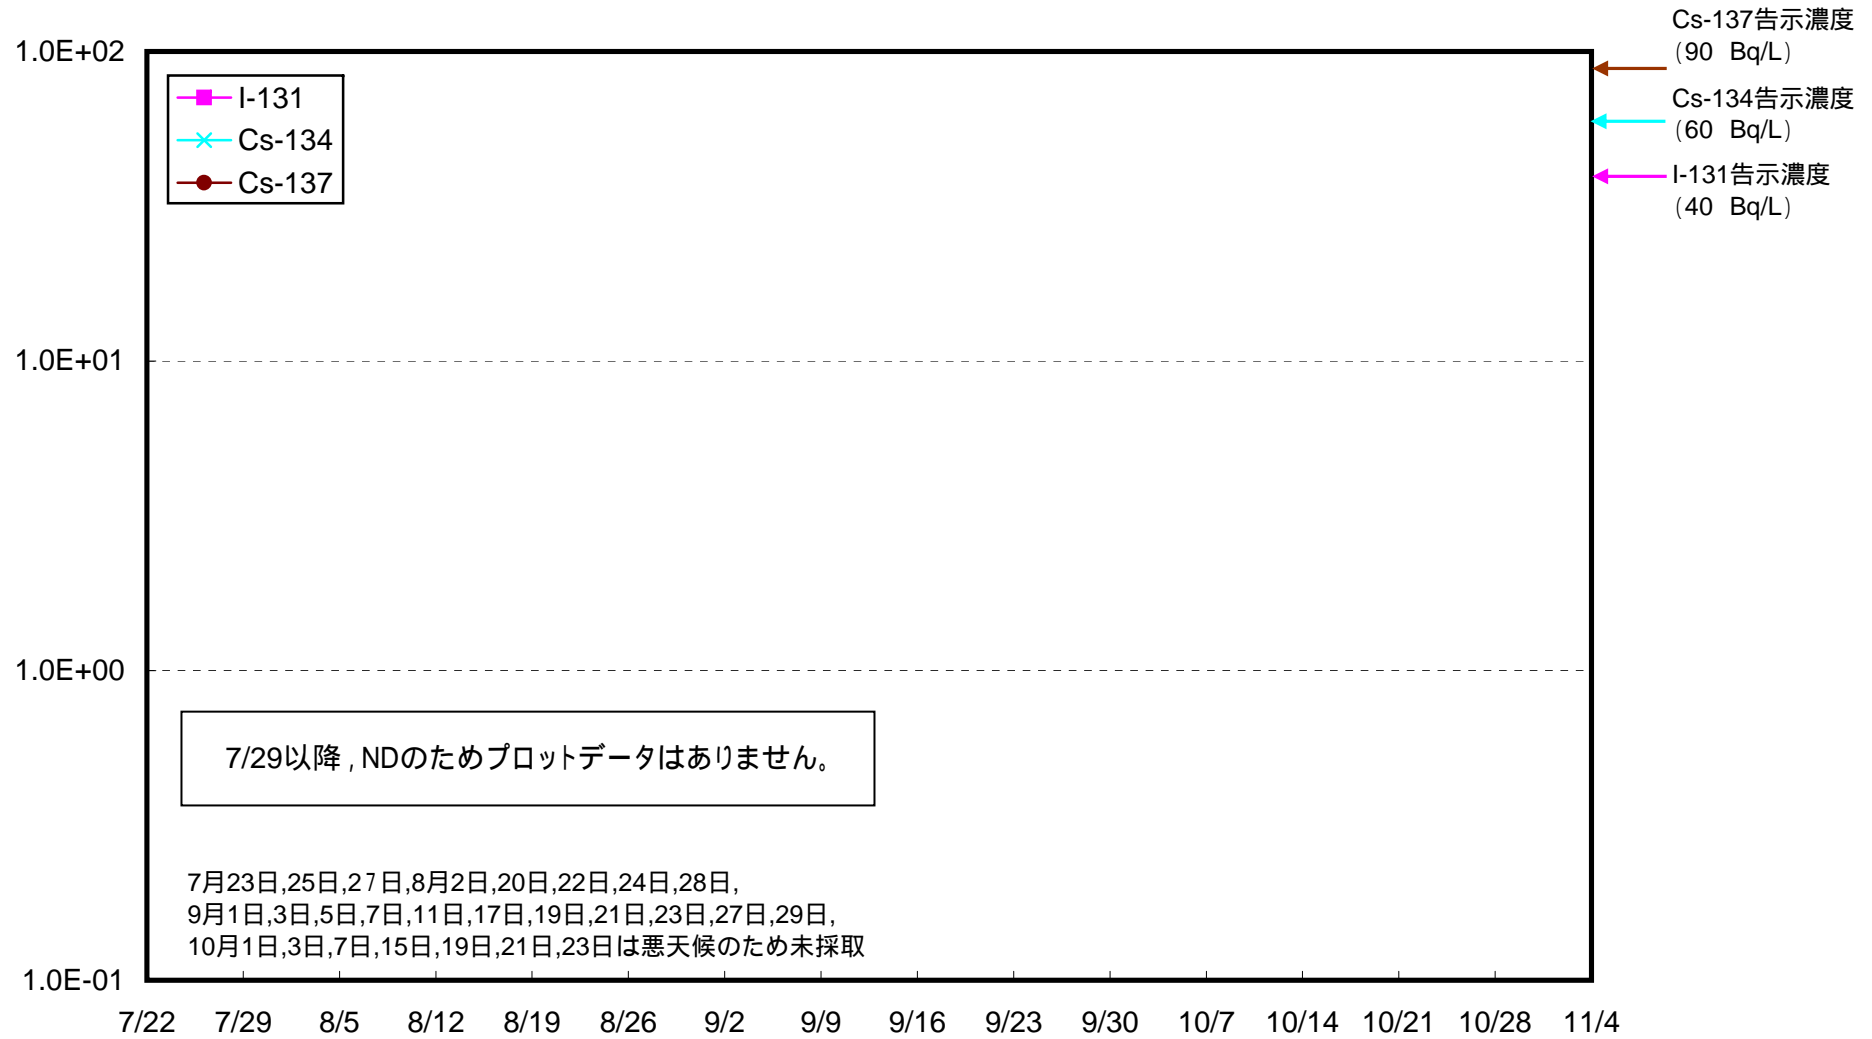 Cs-137告示濃度
(90 Bq/L)
Cs-134告示濃度
(60 Bq/L)
I-131告示濃度
(40 Bq/L)
1.0E+02
1.0E+01
1.0E+00
1.0E-01
I-131
Cs-134
Cs-137
7/29以降,NDのためプロットデータはありません。
7月23日,25日,27日,8月2日,20日,22日,24日,28日,
9月1日,3日,5日,7日,11日,17日,19日,21日,23日,27日,29日,
10月1日,3日,7日,15日,19日,21日,23日は悪天候のため未採取
7/22 7/29 8/5 8/12 8/19 8/26 9/2 9/9 9/16 9/23 9/30 10/7 10/14 10/21 10/28 11/4